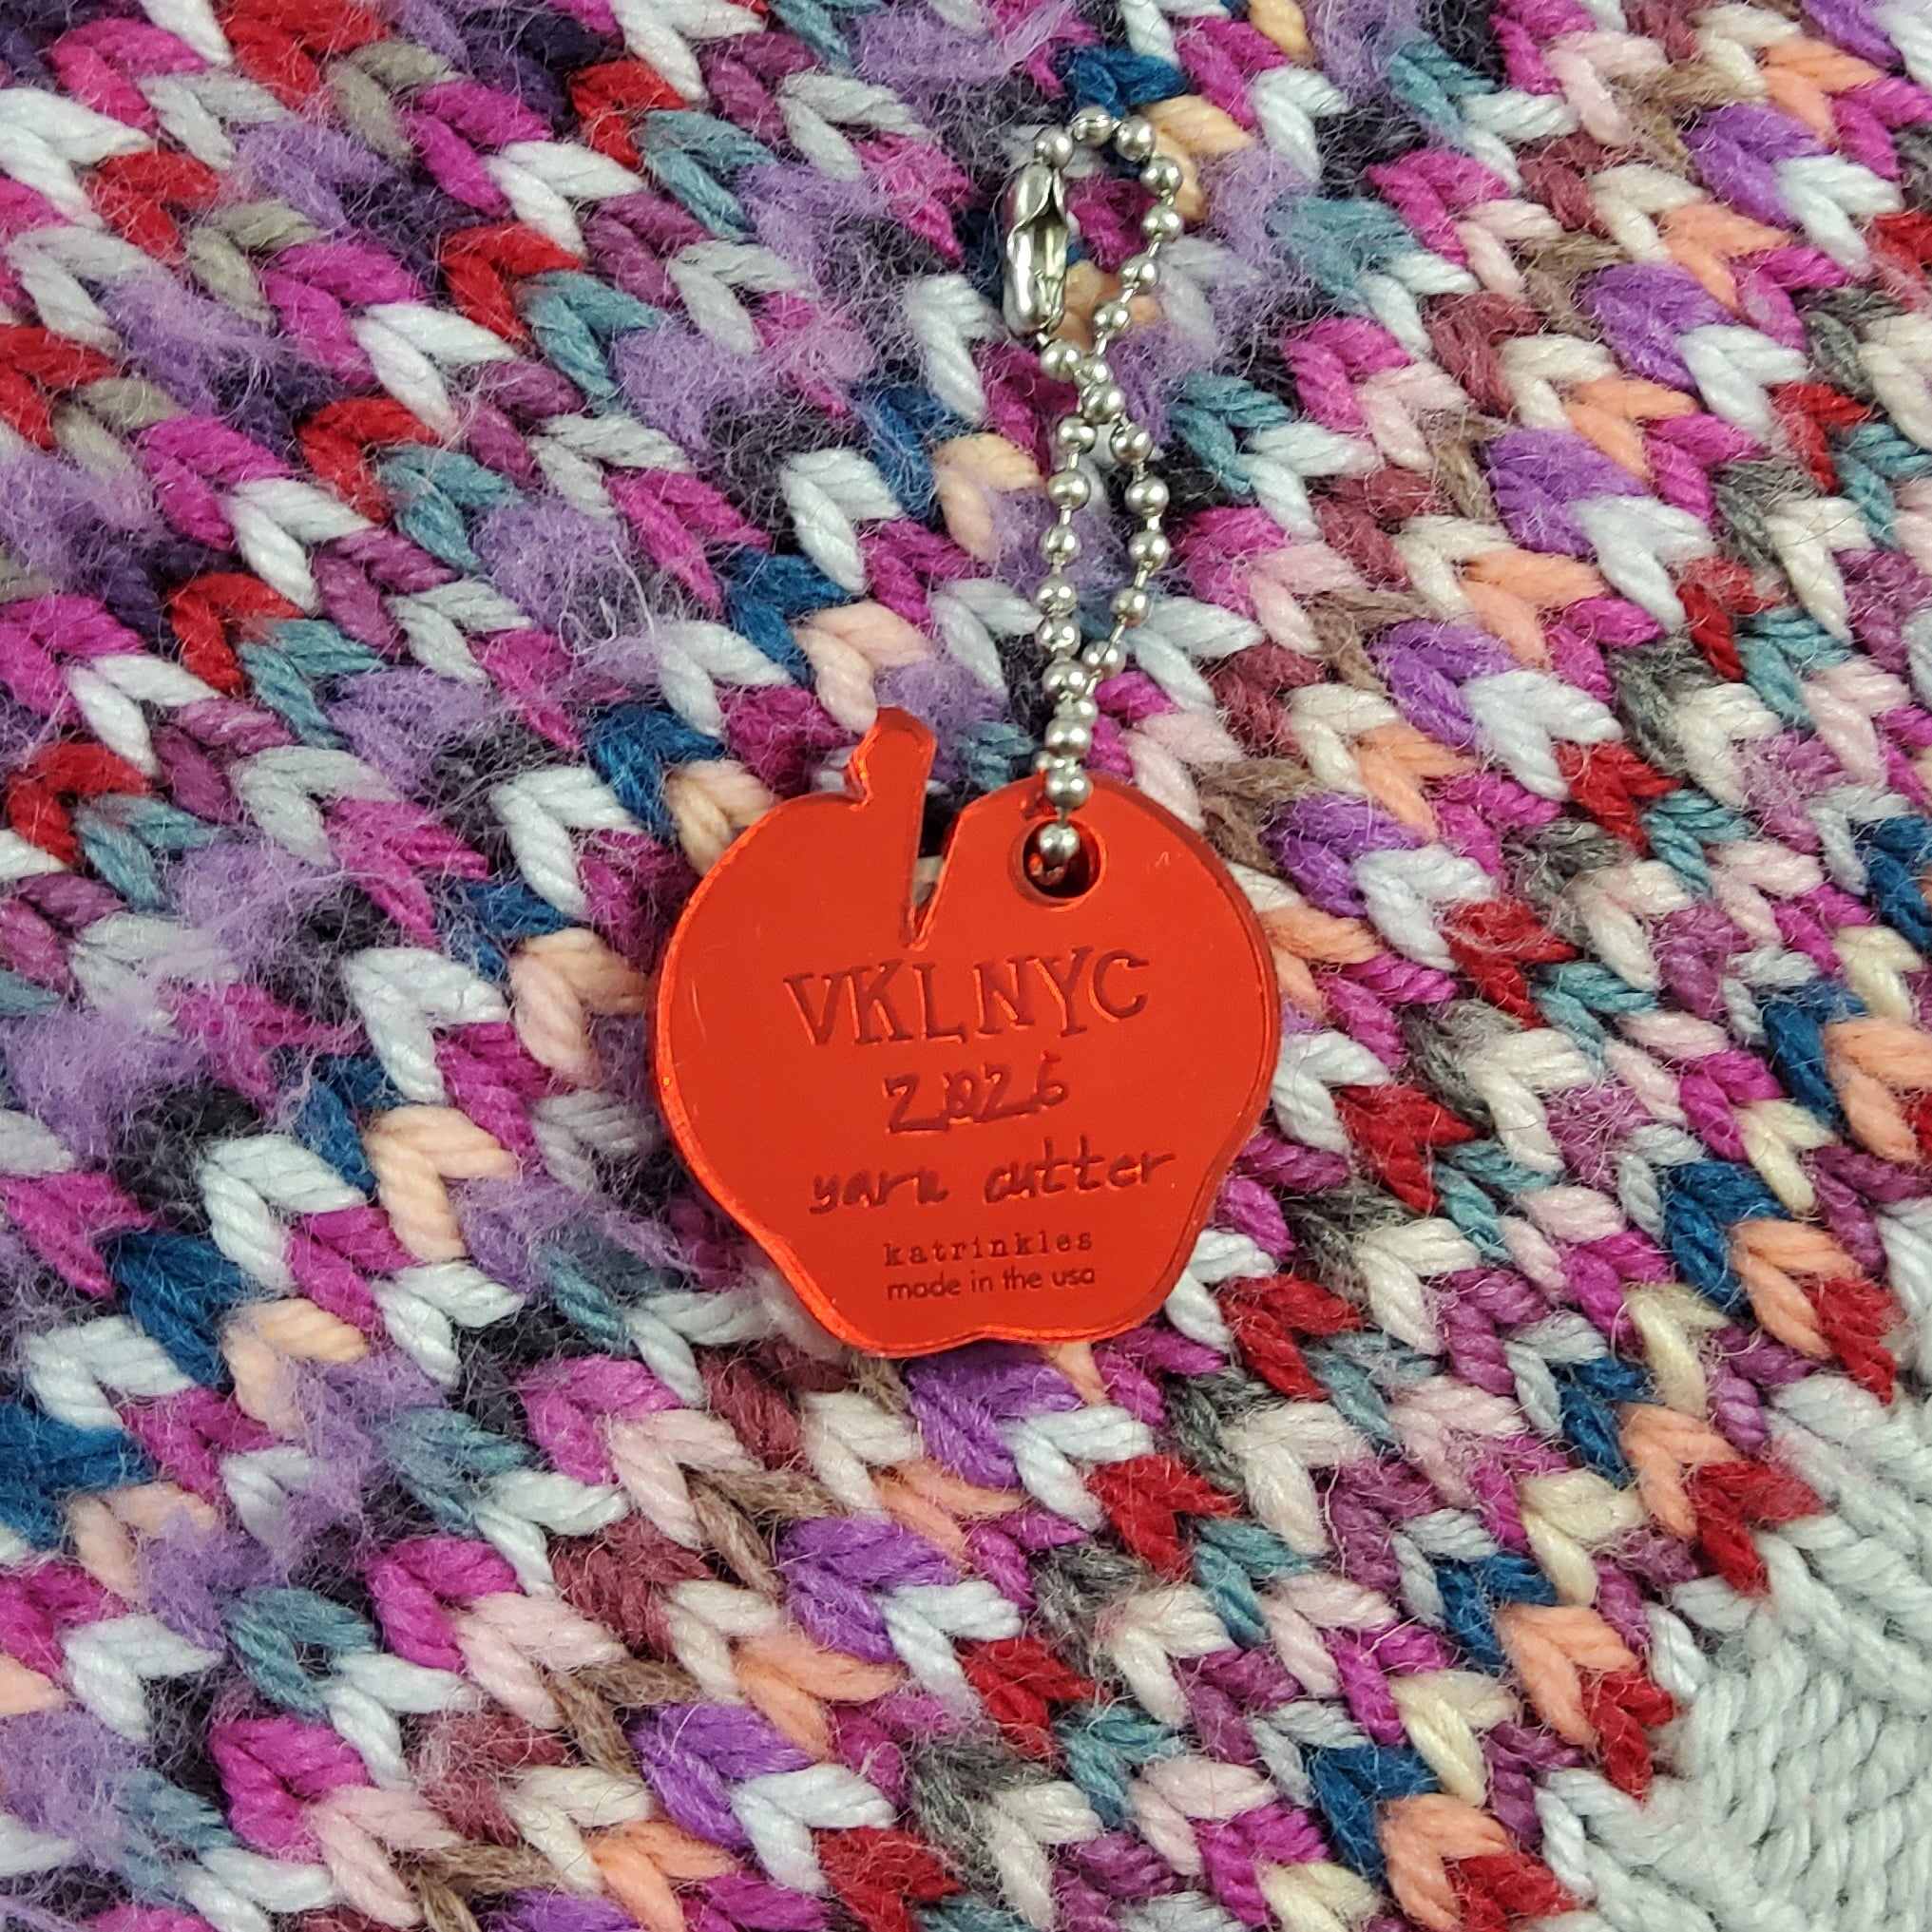 VKLNYC
2026
yarn cutter
katrinkles
made in the usa